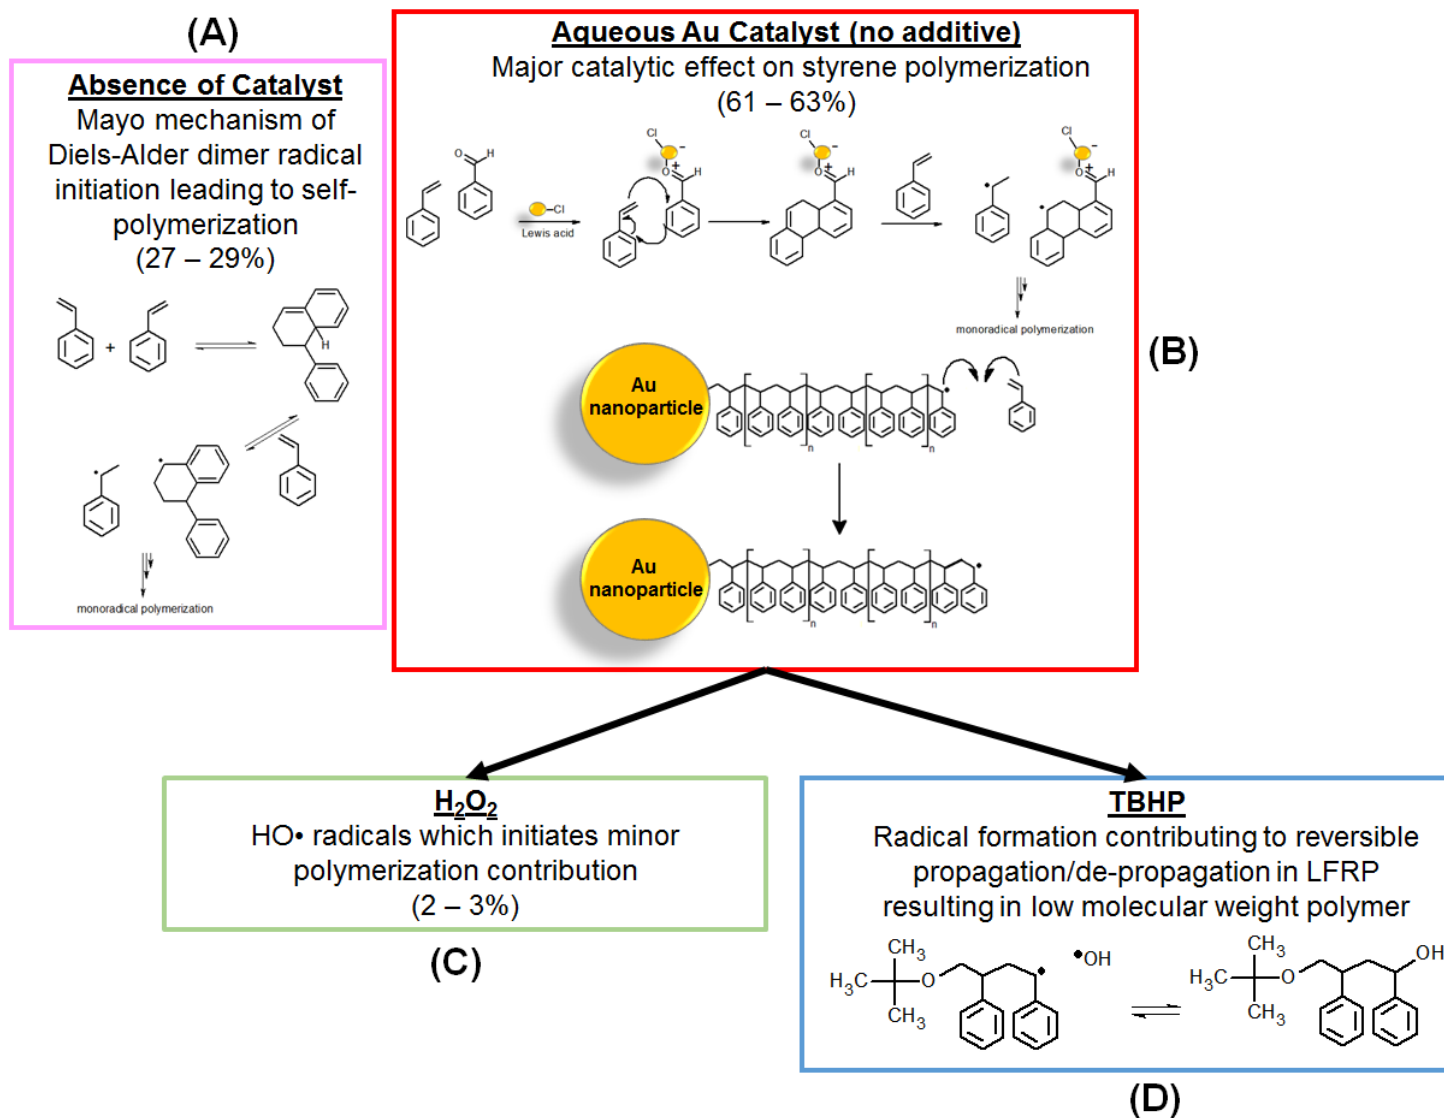 (A)
Absence of Catalyst
Mayo mechanism of
Diels-Alder dimer radical
initiation leading to self-
polymerization
(27 – 29%)
+
H
monoradical polymerization
Aqueous Au Catalyst (no additive)
Major catalytic effect on styrene polymerization
(61 – 63%)
O
H
Cl
Lewis acid
Cl
-
O
+
H
Cl
-
O
+
H
Cl
-
O
+
H
monoradical polymerization
Au
nanoparticle
n
n
Au
nanoparticle
n
n
(B)
H2O2
HO• radicals which initiates minor
polymerization contribution
(2 – 3%)
(C)
TBHP
Radical formation contributing to reversible
propagation/de-propagation in LFRP
resulting in low molecular weight polymer
CH3
H3C
O
CH3
•OH
CH3
H3C
O
CH3
OH
(D)